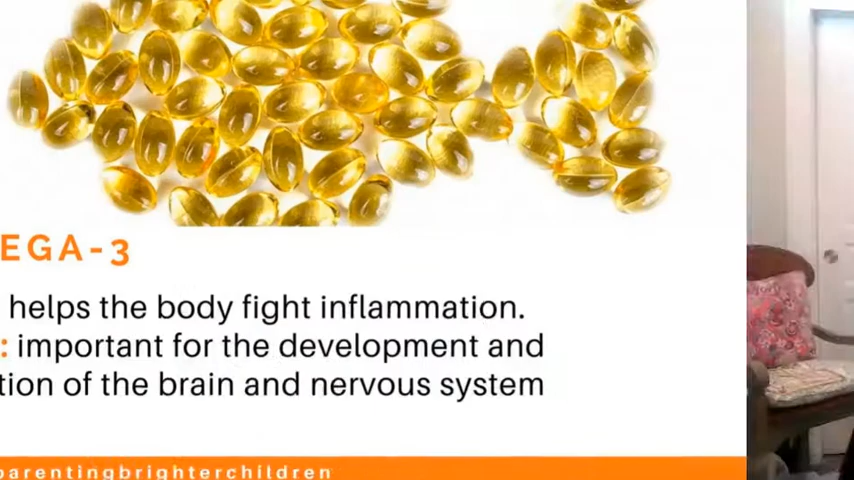 EGA-3
helps the body fight inflammation.
: important for the development and
tion of the brain and nervous system
parentingbrighterchildren